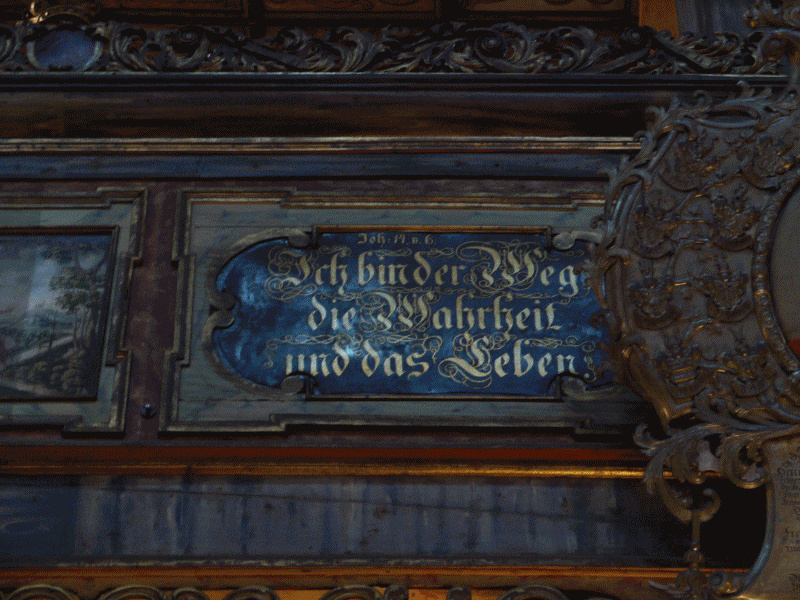 Joh. 14. v. 6.
Ich bin der Weg
die Wahrheit
und das Leben.